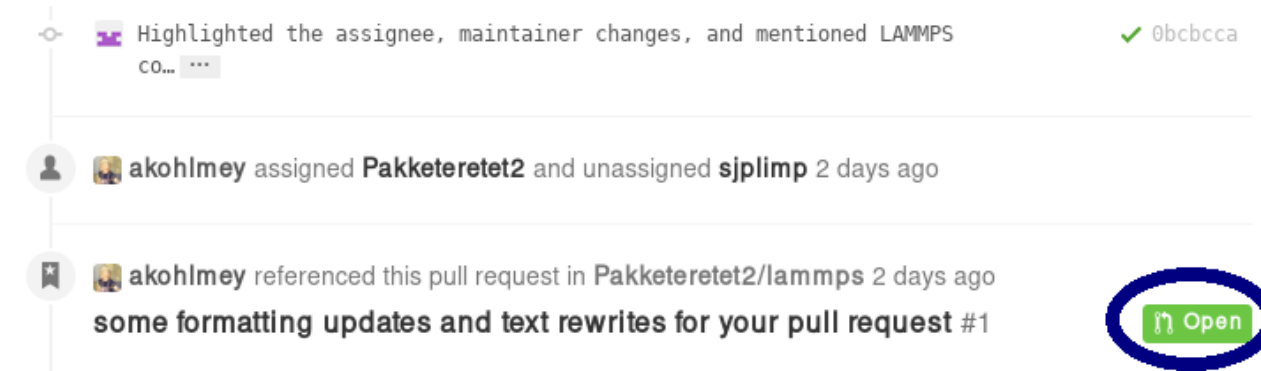 Highlighted the assignee, maintainer changes, and mentioned LAMMPS 0bcbcca
co… …
akohlmey assigned Pakketeretet2 and unassigned sjplimp 2 days ago
akohlmey referenced this pull request in Pakketeretet2/lammps 2 days ago
some formatting updates and text rewrites for your pull request #1 Open